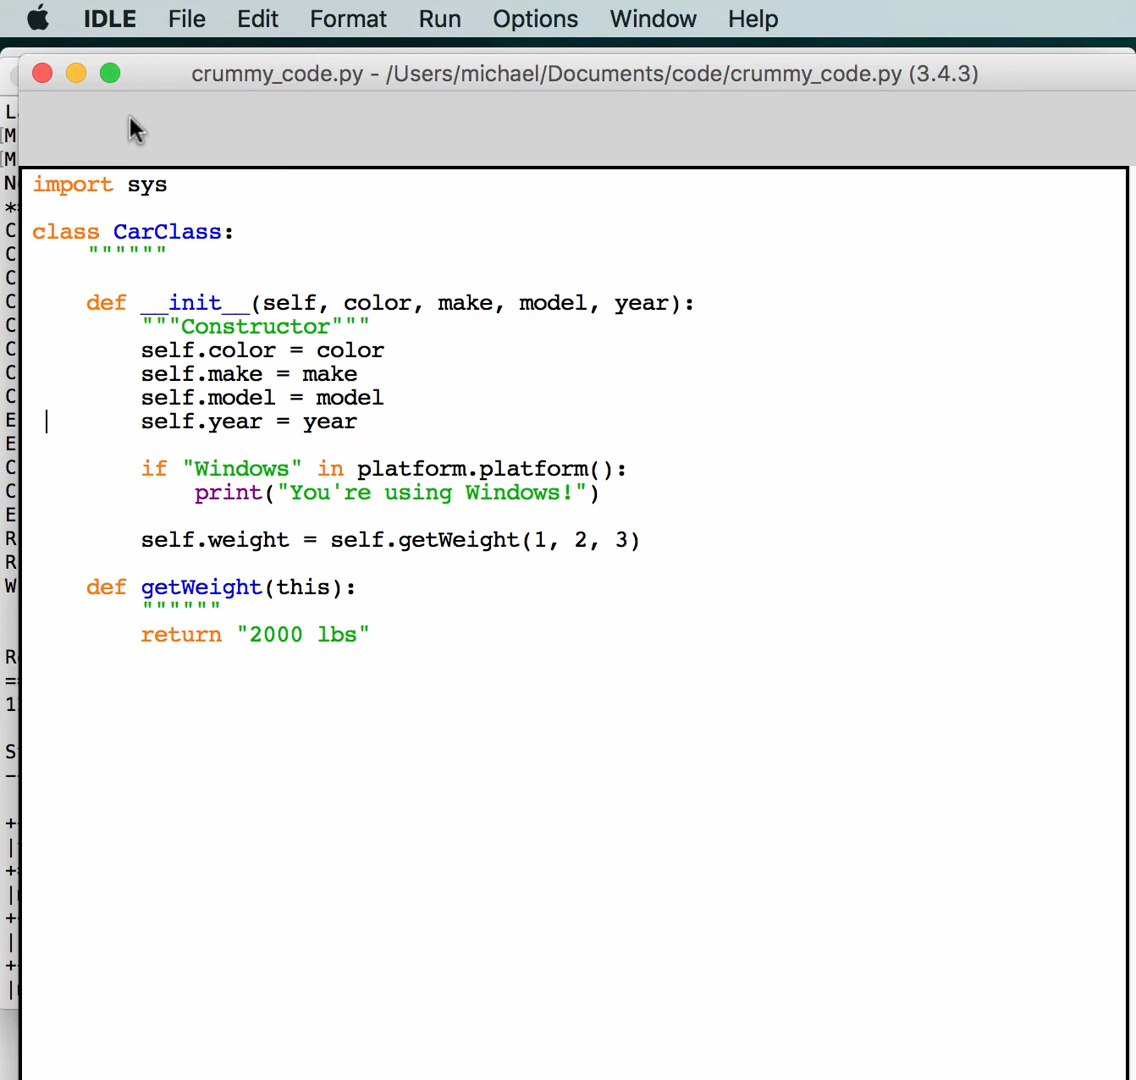 IDLE File Edit Format Run Options Window Help
crummy_code.py - /Users/michael/Documents/code/crummy_code.py (3.4.3)
import sys
class CarClass:
""""""
def __init__(self, color, make, model, year):
"""Constructor"""
self.color = color
self.make = make
self.model = model
self.year = year
if "Windows" in platform.platform():
print("You're using Windows!")
self.weight = self.getWeight(1, 2, 3)
def getWeight(this):
""""""
return "2000 lbs"